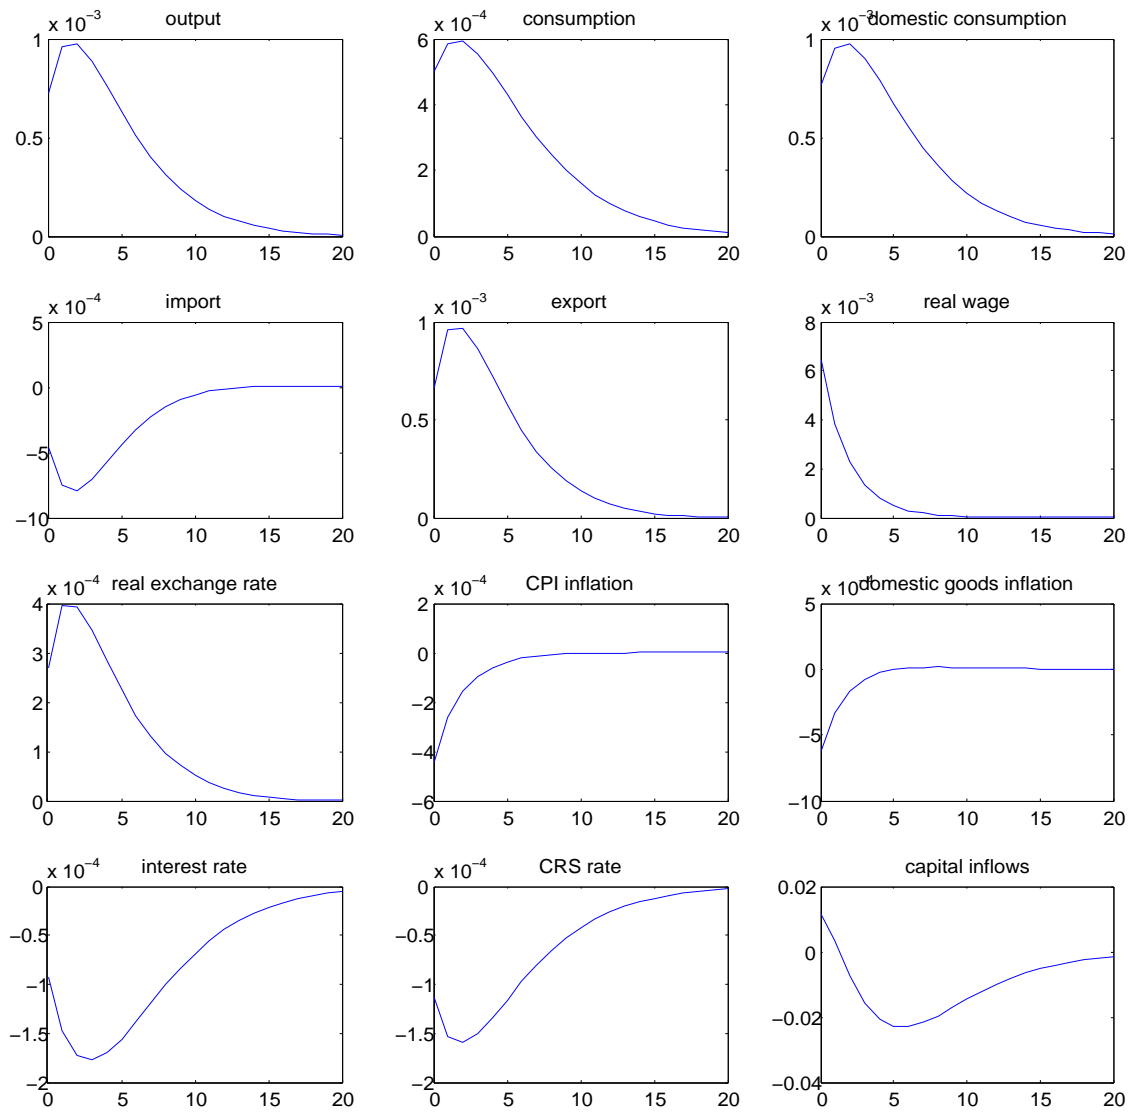 x 10⁻³ output
1
0.5
0
0 5 10 15 20
x 10⁻⁴ consumption
6
4
2
0
0 5 10 15 20
x 10⁻³ domestic consumption
1
0.5
0
0 5 10 15 20
x 10⁻⁴ import
5
0
−5
−10
0 5 10 15 20
x 10⁻³ export
1
0.5
0
0 5 10 15 20
x 10⁻³ real wage
8
6
4
2
0
0 5 10 15 20
x 10⁻⁴ real exchange rate
4
3
2
1
0
0 5 10 15 20
x 10⁻⁴ CPI inflation
2
0
−2
−4
−6
0 5 10 15 20
x 10⁻⁴ domestic goods inflation
5
0
−5
−10
0 5 10 15 20
x 10⁻⁴ interest rate
0
−0.5
−1
−1.5
−2
0 5 10 15 20
x 10⁻⁴ CRS rate
0
−0.5
−1
−1.5
−2
0 5 10 15 20
capital inflows
0.02
0
−0.02
−0.04
0 5 10 15 20